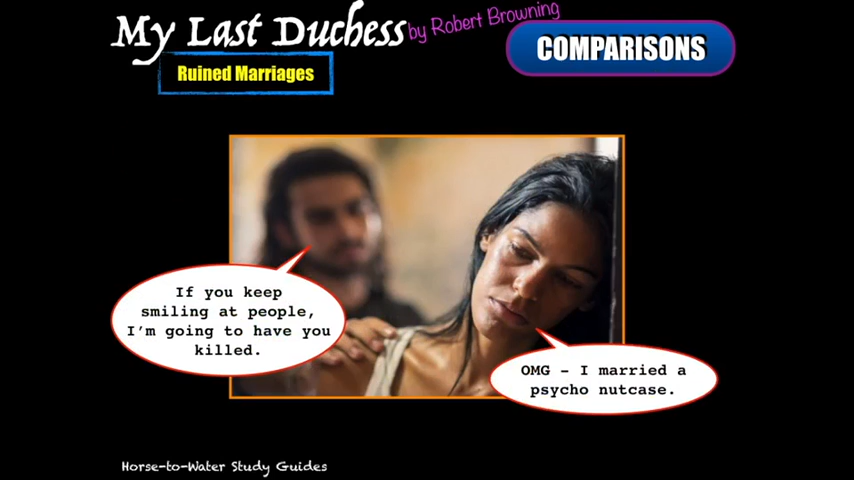 My Last Duchess by Robert Browning
COMPARISONS
Ruined Marriages
If you keep
smiling at people,
I'm going to have you
killed.
OMG - I married a
psycho nutcase.
Horse-to-Water Study Guides